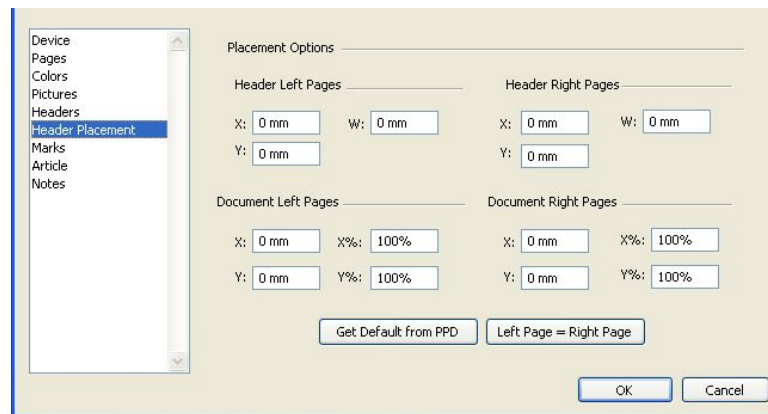 Device
Pages
Colors
Pictures
Headers
Header Placement
Marks
Article
Notes
Placement Options
Header Left Pages
X: 0 mm W: 0 mm
Y: 0 mm
Header Right Pages
X: 0 mm W: 0 mm
Y: 0 mm
Document Left Pages
X: 0 mm X%: 100%
Y: 0 mm Y%: 100%
Document Right Pages
X: 0 mm X%: 100%
Y: 0 mm Y%: 100%
Get Default from PPD Left Page = Right Page
OK Cancel